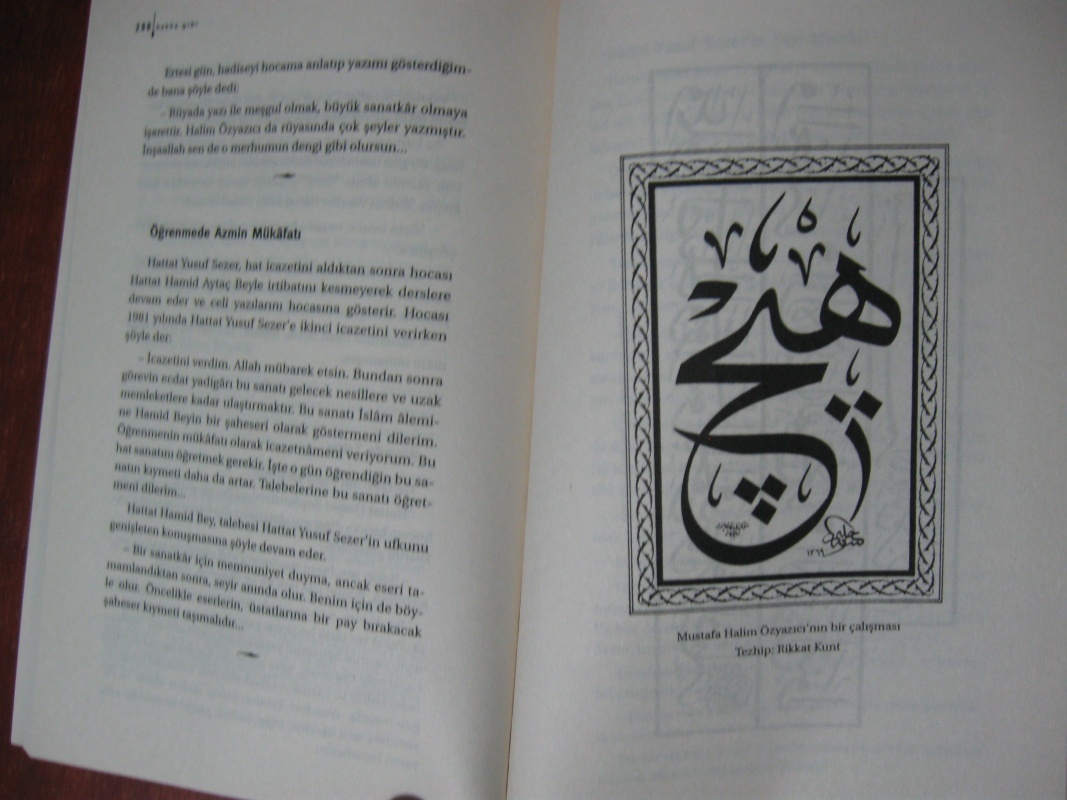 266 hasta gibi
Ertesi gün, hadiseyi hocama anlatıp yazımı gösterdiğim-
de bana şöyle dedi:
– Rüyada yazı ile meşgul olmak, büyük sanatkâr olmaya
işarettir. Halim Özyazıcı da rüyasında çok şeyler yazmıştır.
İnşaallah sen de o merhumun dengi gibi olursun...
Öğrenmede Azmin Mükâfatı
Hattat Yusuf Sezer, hat icazetini aldıktan sonra hocası
Hattat Hamid Aytaç Beyle irtibatını kesmeyerek derslere
devam eder ve celî yazılarını hocasına gösterir. Hocası
1981 yılında Hattat Yusuf Sezer'e ikinci icazetini verirken
şöyle der:
– İcazetini verdim. Allah mübarek etsin. Bundan sonra
görevin ecdat yadigârı bu sanatı gelecek nesillere ve uzak
memleketlere kadar ulaştırmaktır. Bu sanatı İslâm âlemi-
ne Hamid Beyin bir şaheseri olarak göstermeni dilerim.
Öğrenmenin mükâfatı olarak icazetnâmeni veriyorum. Bu
hat sanatını öğretmek gerekir. İşte o gün öğrendiğin bu sa-
natın kıymeti daha da artar. Talebelerine bu sanatı öğret-
meni dilerim...
Hattat Hamid Bey, talebesi Hattat Yusuf Sezer'in ufkunu
genişleten konuşmasına şöyle devam eder.
– Bir sanatkâr için memnuniyet duyma, ancak eseri ta-
mamlandıktan sonra, seyir anında olur. Benim için de böy-
le olur. Öncelikle eserlerin, üstatlarına bir pay bırakacak
şaheser kıymeti taşımalıdır...
هيچ
١٣٦٩
Mustafa Halim Özyazıcı'nın bir çalışması
Tezhip: Rikkat Kunt